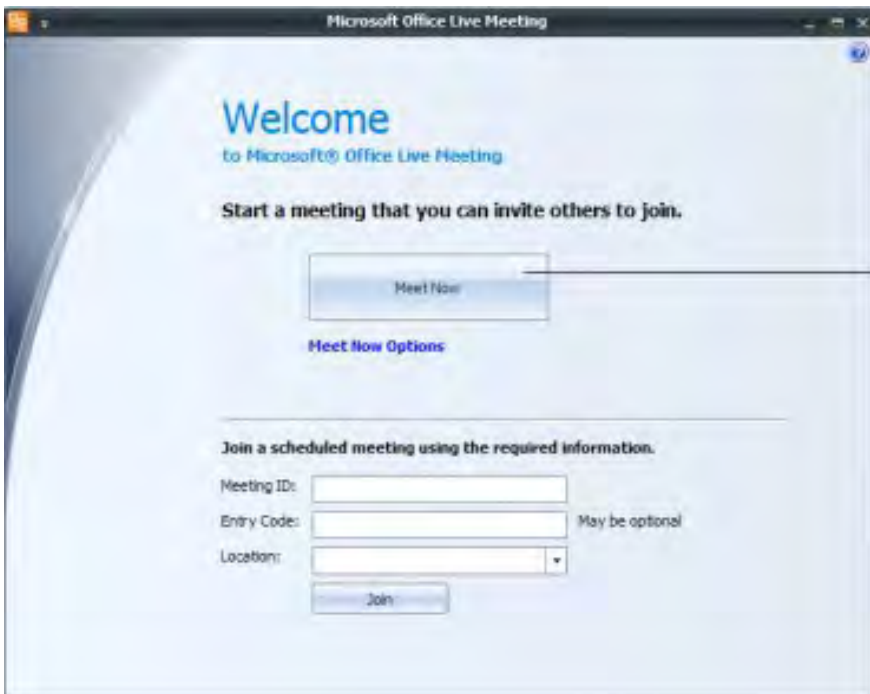 Microsoft Office Live Meeting
Welcome
to Microsoft® Office Live Meeting
Start a meeting that you can invite others to join.
Meet Now
Meet Now Options
Join a scheduled meeting using the required information.
Meeting ID:
Entry Code: May be optional
Location:
Join